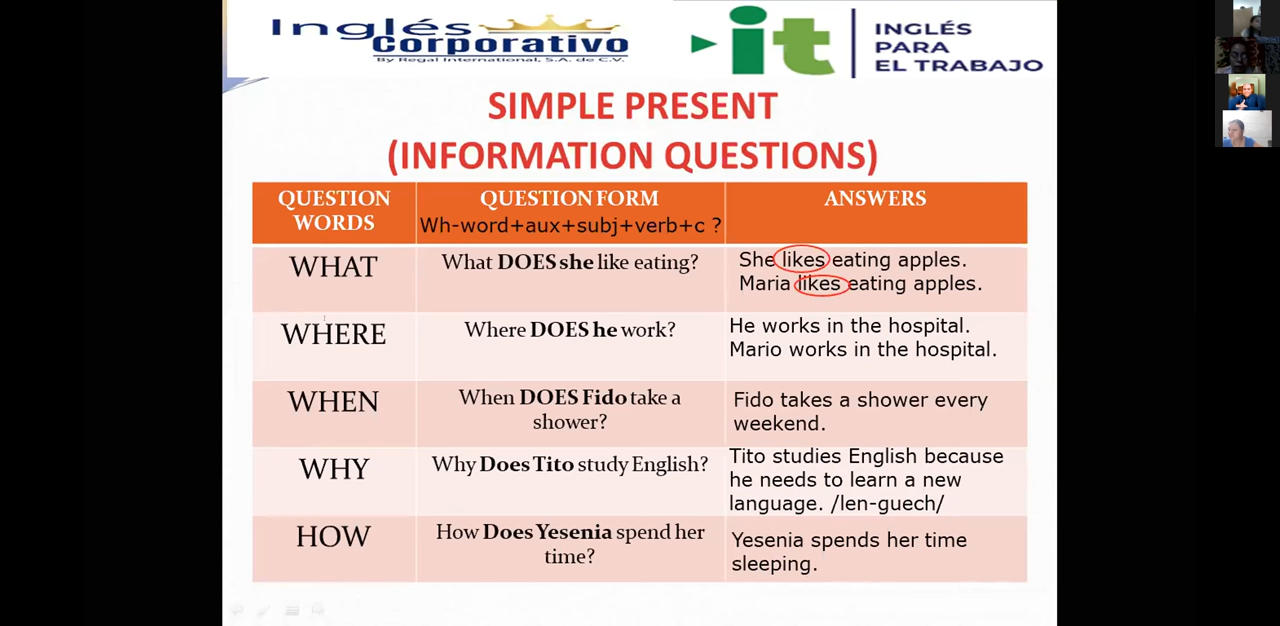 Inglés
Corporativo
By Regal International, S.A. de C.V.
it
INGLÉS
PARA
EL TRABAJO
SIMPLE PRESENT
(INFORMATION QUESTIONS)
QUESTION
WORDS
QUESTION FORM
Wh-word+aux+subj+verb+c ?
ANSWERS
WHAT
What DOES she like eating?
She likes eating apples.
Maria likes eating apples.
WHERE
Where DOES he work?
He works in the hospital.
Mario works in the hospital.
WHEN
When DOES Fido take a
shower?
Fido takes a shower every
weekend.
WHY
Why Does Tito study English?
Tito studies English because
he needs to learn a new
language. /len-guech/
HOW
How Does Yesenia spend her
time?
Yesenia spends her time
sleeping.